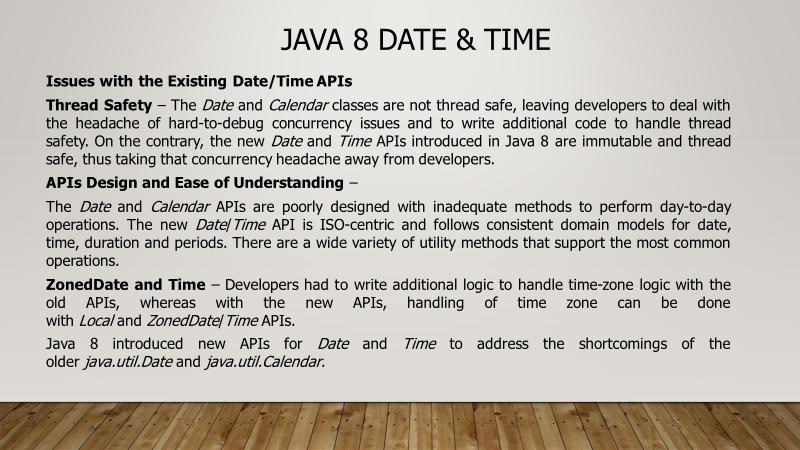 JAVA 8 DATE & TIME
Issues with the Existing Date/Time APIs
Thread Safety – The Date and Calendar classes are not thread safe, leaving developers to deal with
the headache of hard-to-debug concurrency issues and to write additional code to handle thread
safety. On the contrary, the new Date and Time APIs introduced in Java 8 are immutable and thread
safe, thus taking that concurrency headache away from developers.
APIs Design and Ease of Understanding –
The Date and Calendar APIs are poorly designed with inadequate methods to perform day-to-day
operations. The new Date/Time API is ISO-centric and follows consistent domain models for date,
time, duration and periods. There are a wide variety of utility methods that support the most common
operations.
ZonedDate and Time – Developers had to write additional logic to handle time-zone logic with the
old APIs, whereas with the new APIs, handling of time zone can be done
with Local and ZonedDate/Time APIs.
Java 8 introduced new APIs for Date and Time to address the shortcomings of the
older java.util.Date and java.util.Calendar.